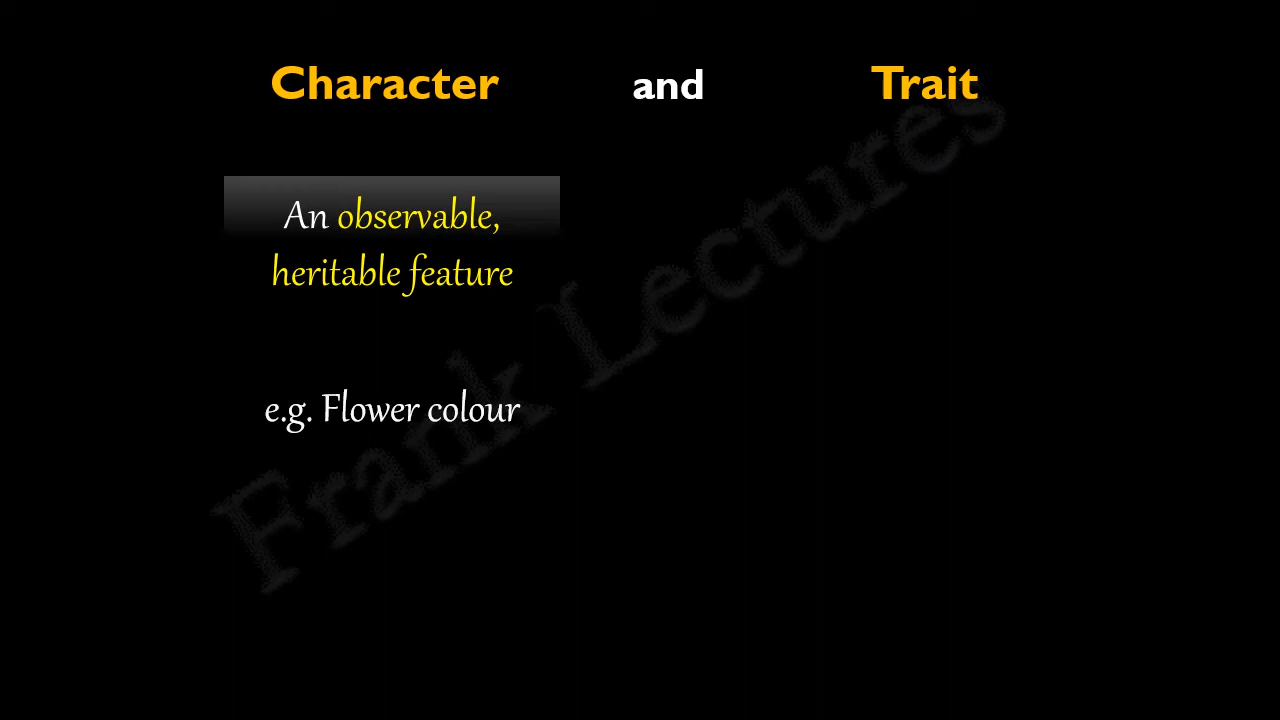 Character and Trait
An observable,
heritable feature
e.g. Flower colour
Frank Lectures